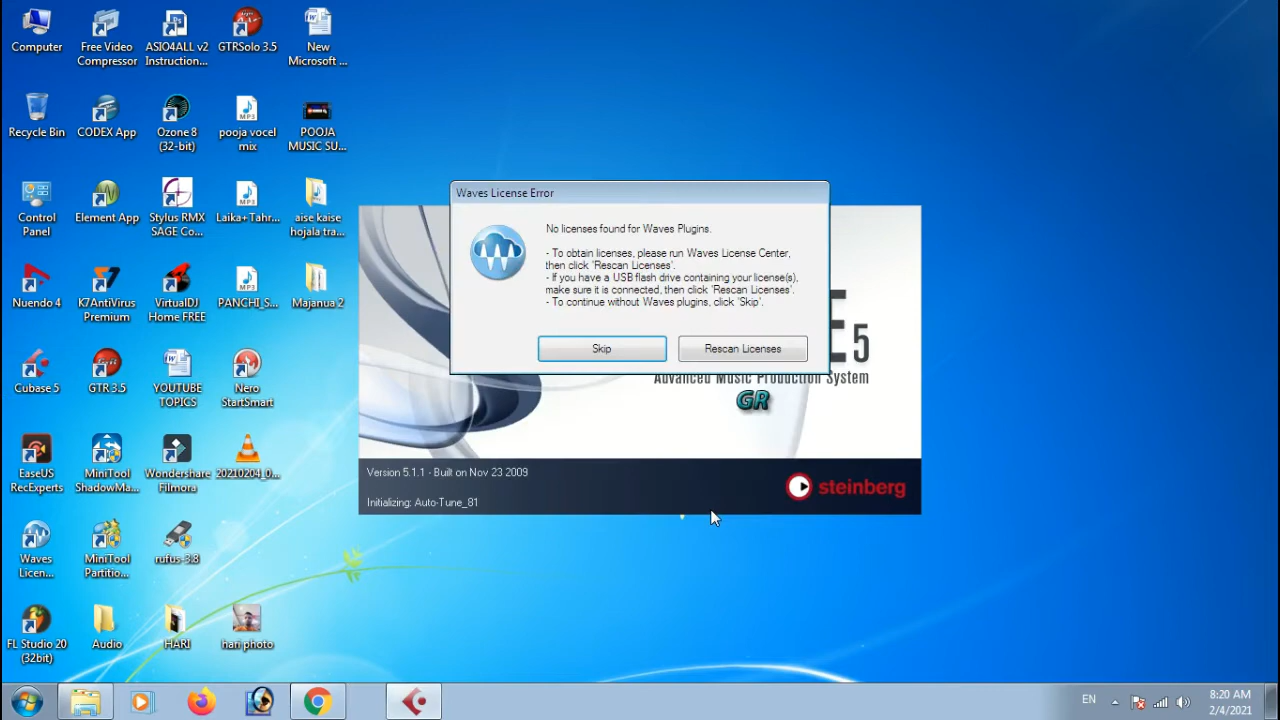 Computer
Free Video
Compressor
ASIO4ALL v2
Instruction...
GTRSolo 3.5
New
Microsoft ...
Recycle Bin
CODEX App
Ozone 8
(32-bit)
pooja vocel
mix
POOJA
MUSIC SU...
Control
Panel
Element App
Stylus RMX
SAGE Co...
Laika+Tahr...
aise kaise
hojala tra...
Nuendo 4
K7AntiVirus
Premium
VirtualDJ
Home FREE
PANCHI_S...
Majanua 2
Cubase 5
GTR 3.5
YOUTUBE
TOPICS
Nero
StartSmart
EaseUS
RecExperts
MiniTool
ShadowMa...
Wondershare
Filmora
20210204_0...
Waves
Licen...
MiniTool
Partitio...
rufus-3.8
FL Studio 20
(32bit)
Audio
HARI
hari photo
Waves License Error
No licenses found for Waves Plugins.
- To obtain licenses, please run Waves License Center,
then click 'Rescan Licenses'.
- If you have a USB flash drive containing your license(s),
make sure it is connected, then click 'Rescan Licenses'.
- To continue without Waves plugins, click 'Skip'.
Skip
Rescan Licenses
E 5
Advanced Music Production System
GR
Version 5.1.1 - Built on Nov 23 2009
steinberg
Initializing: Auto-Tune_81
EN
8:20 AM
2/4/2021